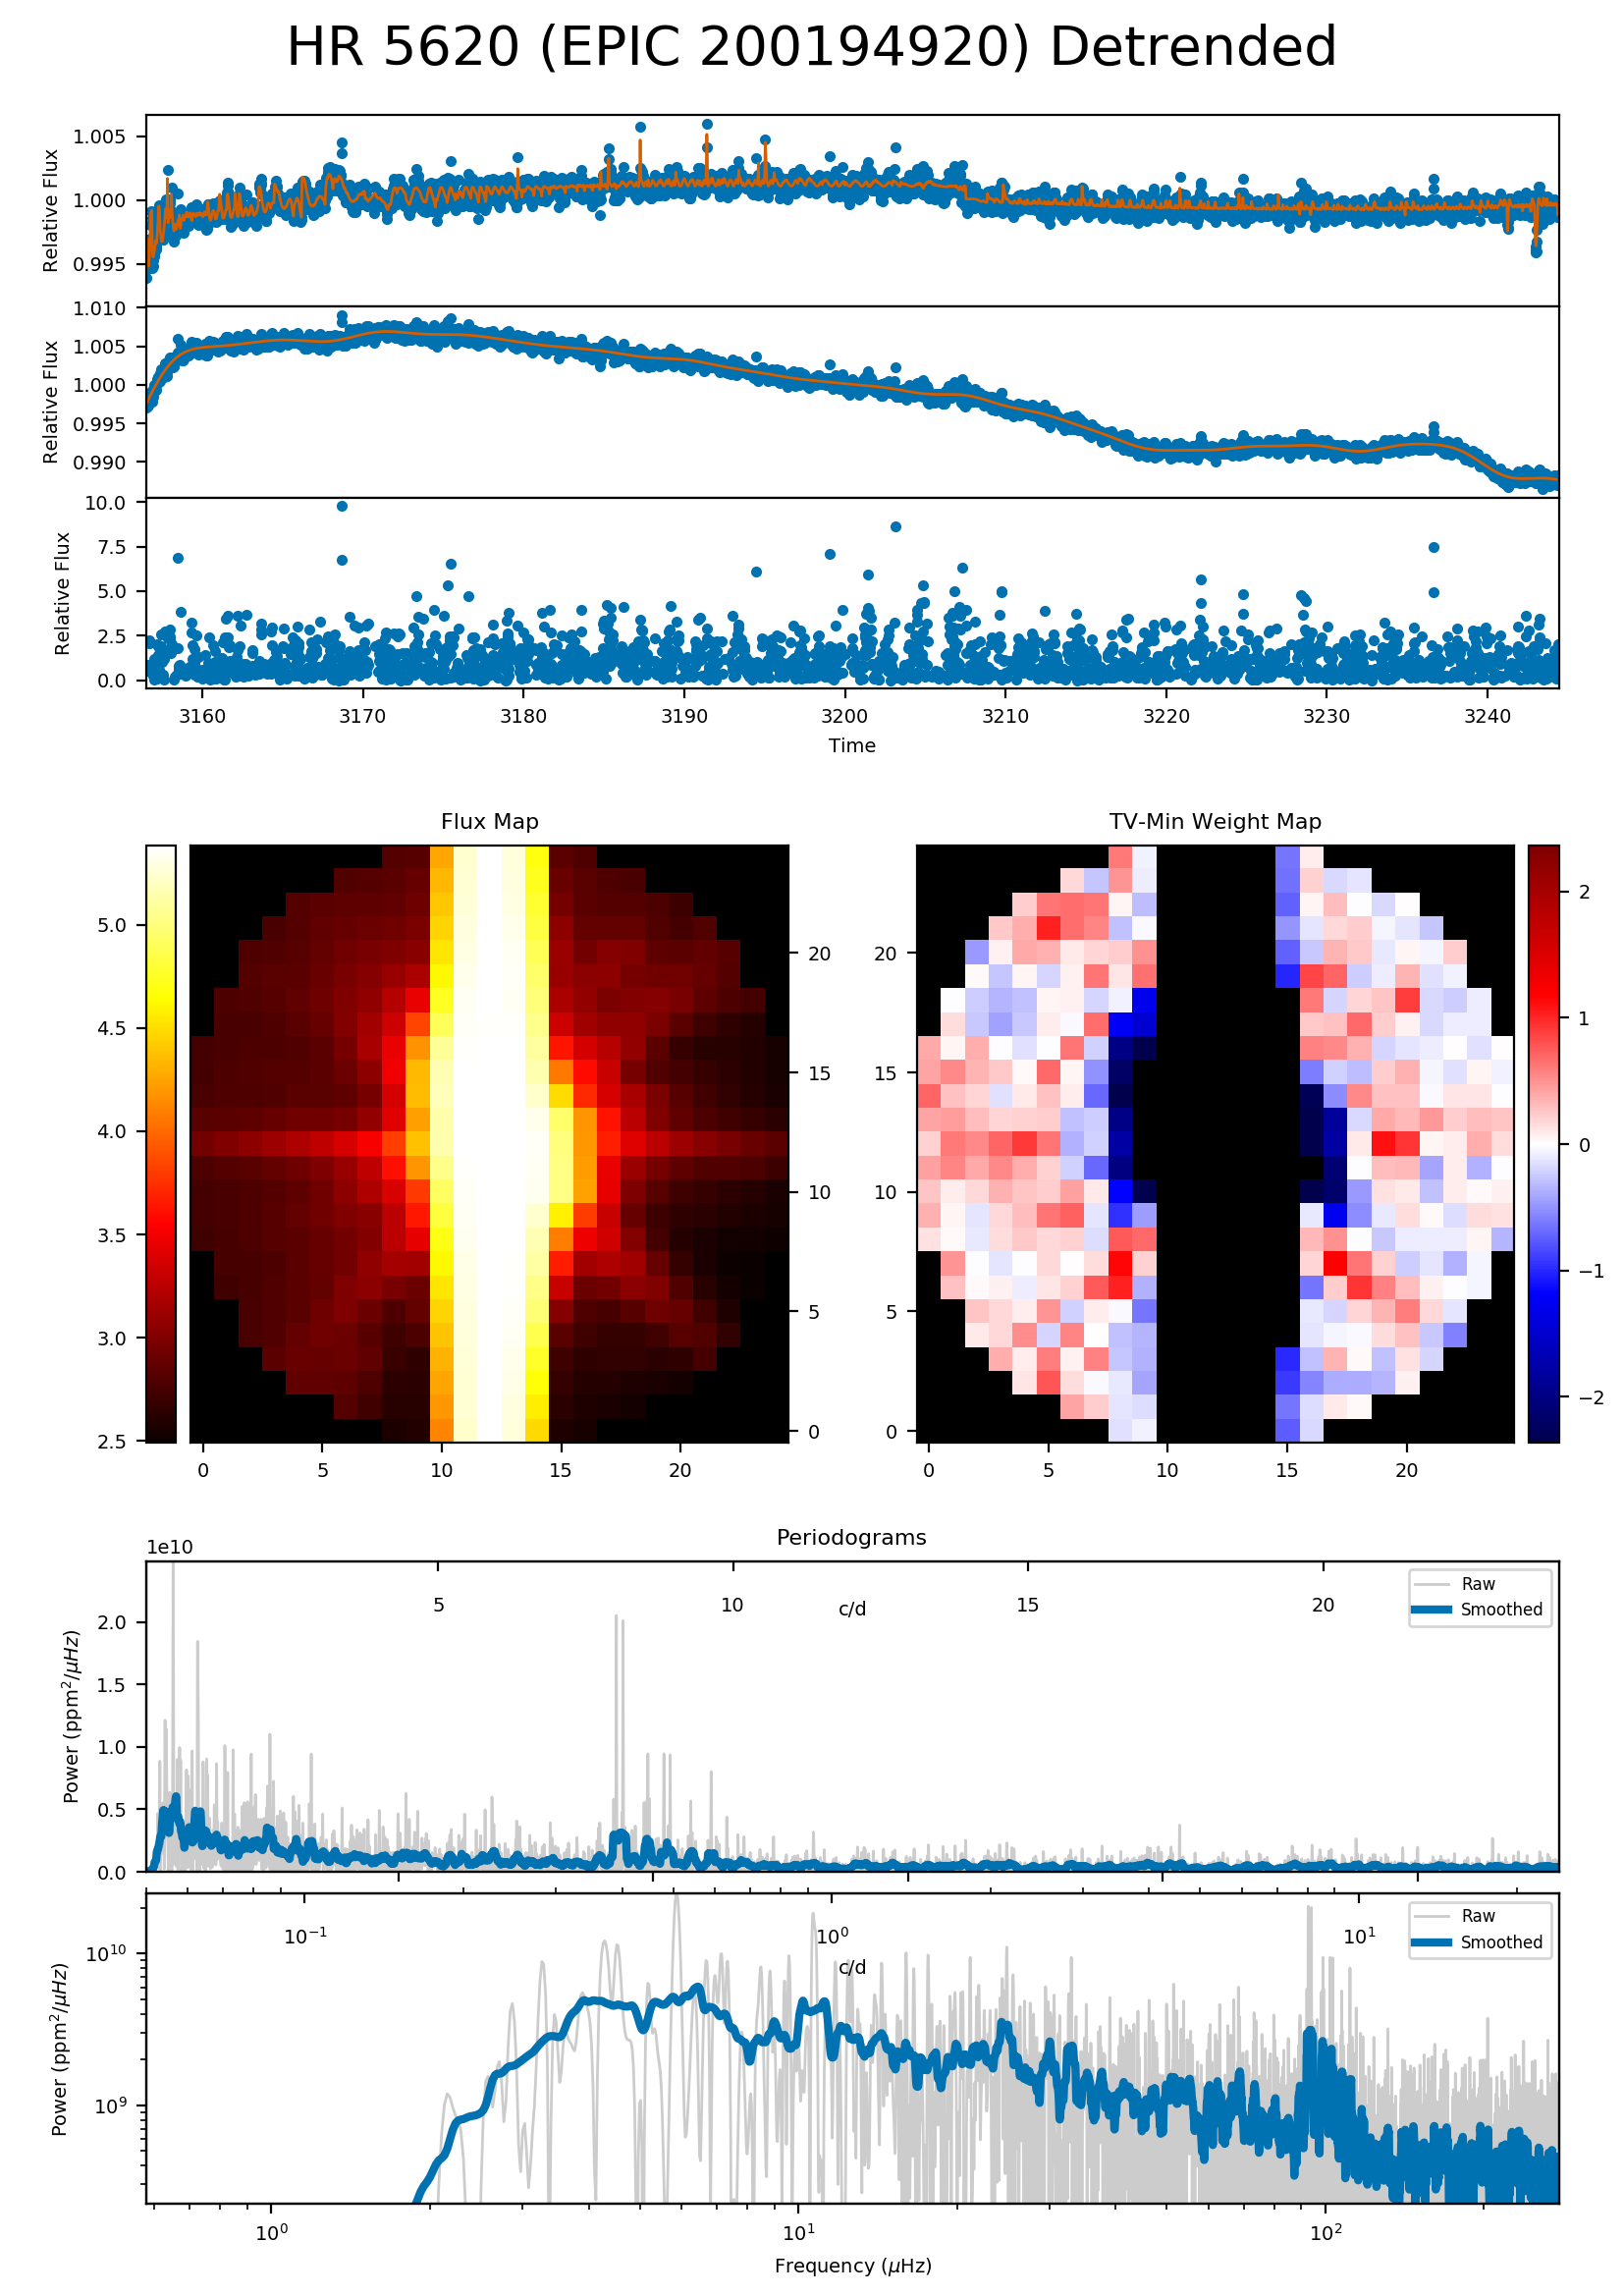 HR 5620 (EPIC 200194920) Detrended
1.005
1.000
0.995
Relative Flux
1.010
1.005
1.000
0.995
0.990
Relative Flux
10.0
7.5
5.0
2.5
0.0
Relative Flux
3160 3170 3180 3190 3200 3210 3220 3230 3240
Time
Flux Map
5.0
4.5
4.0
3.5
3.0
2.5
20
15
10
5
0
0 5 10 15 20
TV-Min Weight Map
20
15
10
5
0
0 5 10 15 20
2
1
0
−1
−2
Periodograms
1e10
2.0
1.5
1.0
0.5
0.0
Power (ppm²/μHz)
5 10 15 20
c/d
Raw
Smoothed
10⁻¹ 10⁰ 10¹
c/d
Raw
Smoothed
10¹⁰
10⁹
Power (ppm²/μHz)
10⁰ 10¹ 10²
Frequency (μHz)